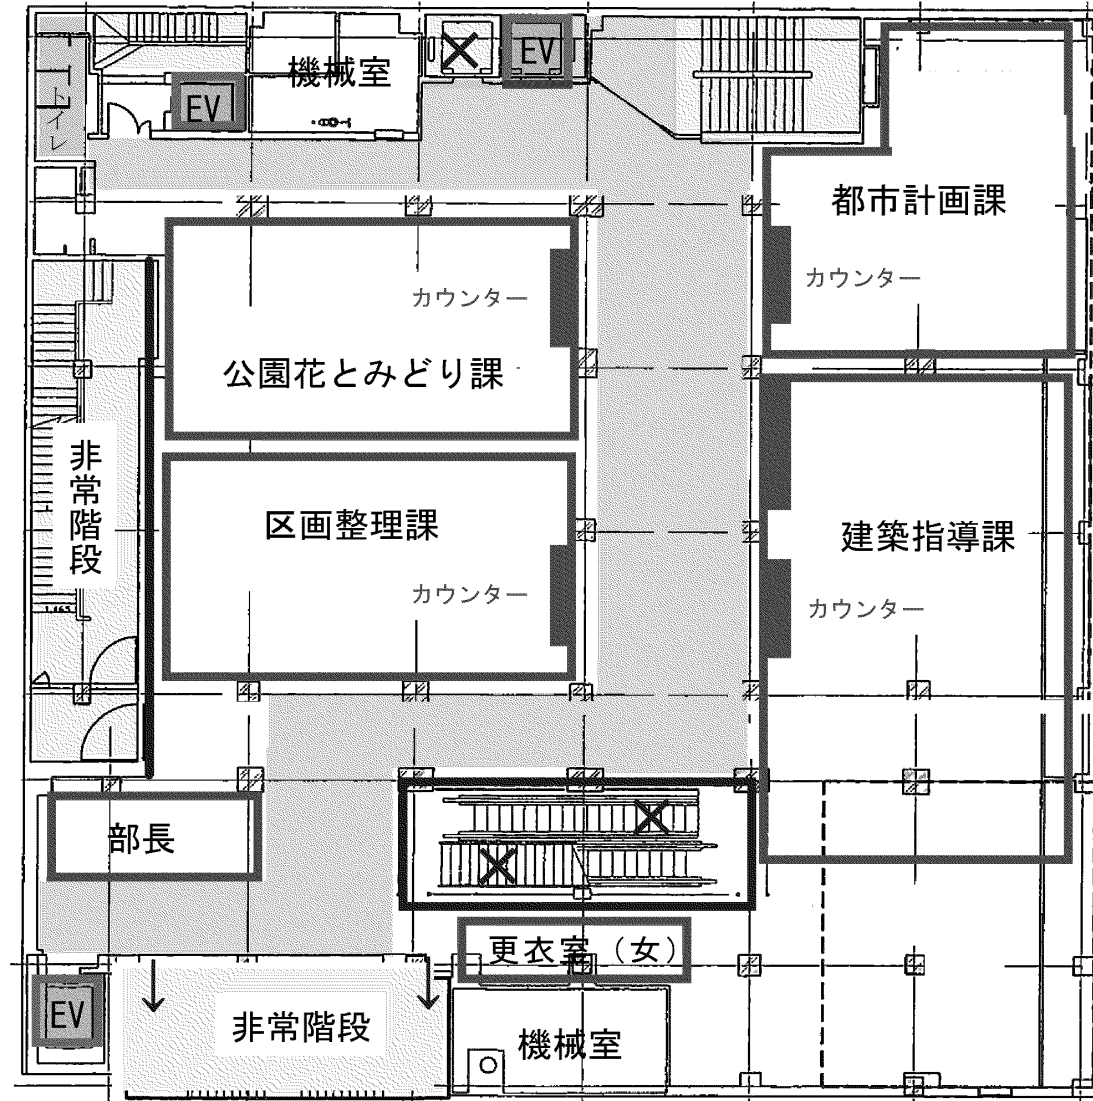 EV
機械室
EV
トイレ
都市計画課
カウンター
カウンター
公園花とみどり課
非常階段
区画整理課
カウンター
建築指導課
カウンター
部長
更衣室（女）
EV
非常階段
機械室